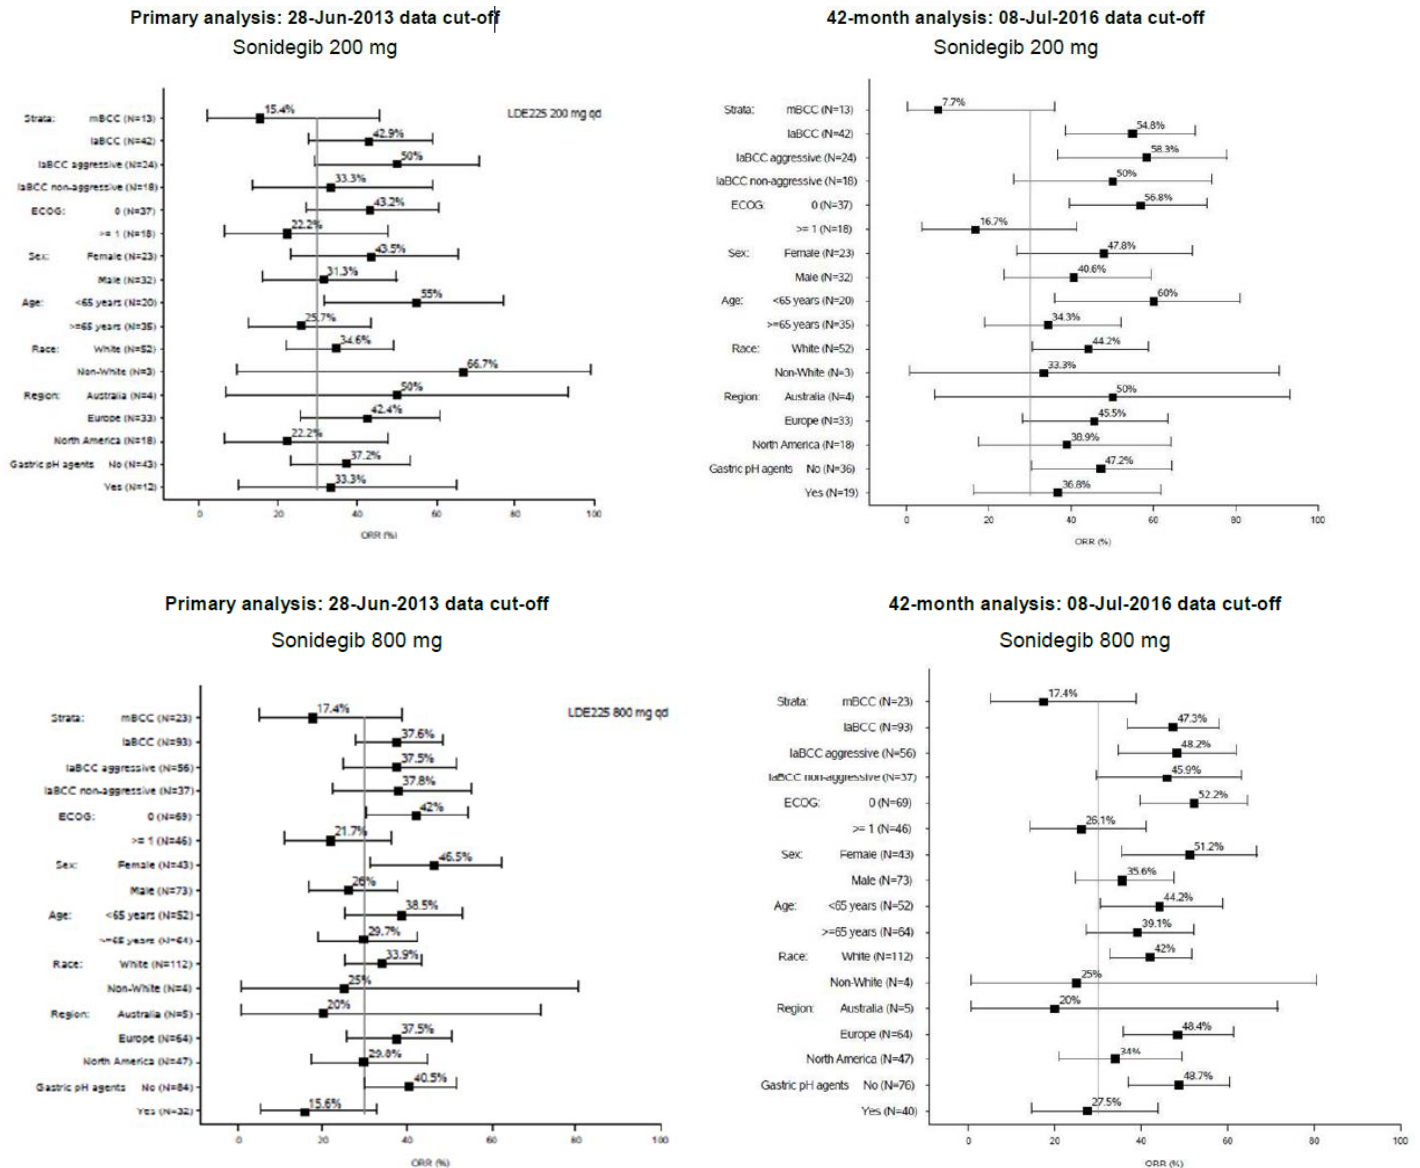 Primary analysis: 28-Jun-2013 data cut-off
Sonidegib 200 mg
LDE225 200 mg qd
Strata: mBCC (N=13) 15.4%
laBCC (N=42) 42.9%
laBCC aggressive (N=24) 50%
laBCC non-aggressive (N=18) 33.3%
ECOG: 0 (N=37) 43.2%
>= 1 (N=18) 22.2%
Sex: Female (N=23) 43.5%
Male (N=32) 31.3%
Age: <65 years (N=20) 55%
>=65 years (N=35) 25.7%
Race: White (N=52) 34.6%
Non-White (N=3) 66.7%
Region: Australia (N=4) 50%
Europe (N=33) 42.4%
North America (N=18) 22.2%
Gastric pH agents No (N=43) 37.2%
Yes (N=12) 33.3%
0 20 40 60 80 100
ORR (%)
42-month analysis: 08-Jul-2016 data cut-off
Sonidegib 200 mg
Strata: mBCC (N=13) 7.7%
laBCC (N=42) 54.8%
laBCC aggressive (N=24) 58.3%
laBCC non-aggressive (N=18) 50%
ECOG: 0 (N=37) 56.8%
>= 1 (N=18) 16.7%
Sex: Female (N=23) 47.8%
Male (N=32) 40.6%
Age: <65 years (N=20) 60%
>=65 years (N=35) 34.3%
Race: White (N=52) 44.2%
Non-White (N=3) 33.3%
Region: Australia (N=4) 50%
Europe (N=33) 45.5%
North America (N=18) 38.9%
Gastric pH agents No (N=36) 47.2%
Yes (N=19) 36.8%
0 20 40 60 80 100
ORR (%)
Primary analysis: 28-Jun-2013 data cut-off
Sonidegib 800 mg
LDE225 800 mg qd
Strata: mBCC (N=23) 17.4%
laBCC (N=93) 37.6%
laBCC aggressive (N=56) 37.5%
laBCC non-aggressive (N=37) 37.8%
ECOG: 0 (N=69) 42%
>= 1 (N=46) 21.7%
Sex: Female (N=43) 46.5%
Male (N=73) 26%
Age: <65 years (N=52) 38.5%
>=65 years (N=64) 29.7%
Race: White (N=112) 33.9%
Non-White (N=4) 25%
Region: Australia (N=5) 20%
Europe (N=64) 37.5%
North America (N=47) 29.8%
Gastric pH agents No (N=84) 40.5%
Yes (N=32) 15.6%
0 20 40 60 80 100
ORR (%)
42-month analysis: 08-Jul-2016 data cut-off
Sonidegib 800 mg
Strata: mBCC (N=23) 17.4%
laBCC (N=93) 47.3%
laBCC aggressive (N=56) 48.2%
laBCC non-aggressive (N=37) 45.9%
ECOG: 0 (N=69) 52.2%
>= 1 (N=46) 26.1%
Sex: Female (N=43) 51.2%
Male (N=73) 35.6%
Age: <65 years (N=52) 44.2%
>=65 years (N=64) 39.1%
Race: White (N=112) 42%
Non-White (N=4) 25%
Region: Australia (N=5) 20%
Europe (N=64) 48.4%
North America (N=47) 34%
Gastric pH agents No (N=76) 48.7%
Yes (N=40) 27.5%
0 20 40 60 80 100
ORR (%)